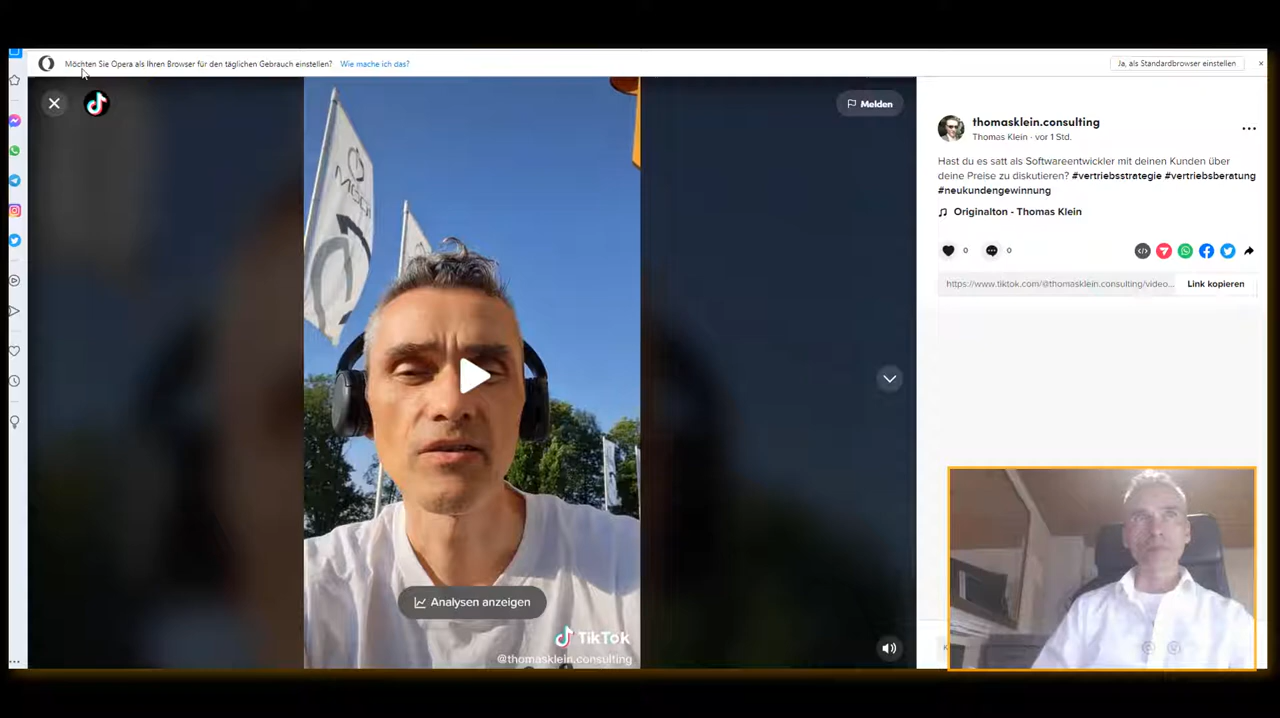 Möchten Sie Opera als Ihren Browser für den täglichen Gebrauch einstellen? Wie mache ich das?
Ja, als Standardbrowser einstellen
Melden
thomasklein.consulting
Thomas Klein · vor 1 Std.
Hast du es satt als Softwareentwickler mit deinen Kunden über
deine Preise zu diskutieren? #vertriebsstrategie #vertriebsberatung
#neukundengewinnung
Originalton - Thomas Klein
0
0
https://www.tiktok.com/@thomasklein.consulting/video...
Link kopieren
Analysen anzeigen
TikTok
@thomasklein.consulting